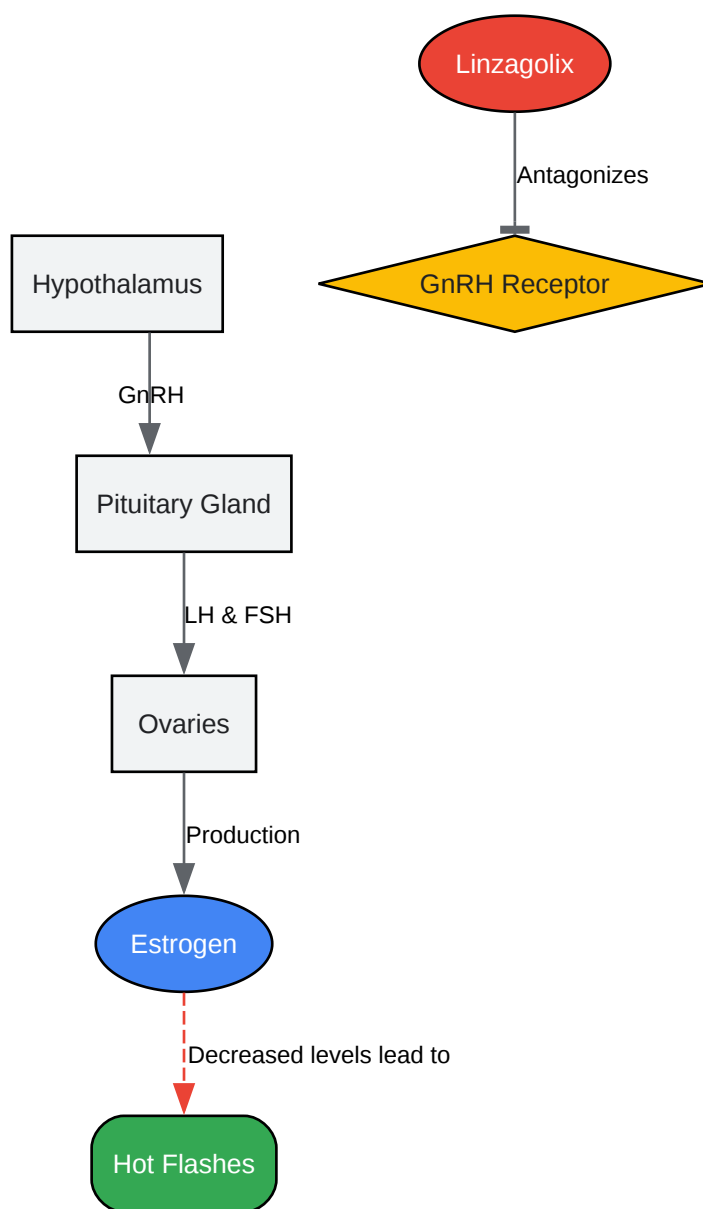 Linzagolix
Antagonizes
Hypothalamus
GnRH Receptor
GnRH
Pituitary Gland
LH & FSH
Ovaries
Production
Estrogen
Decreased levels lead to
Hot Flashes